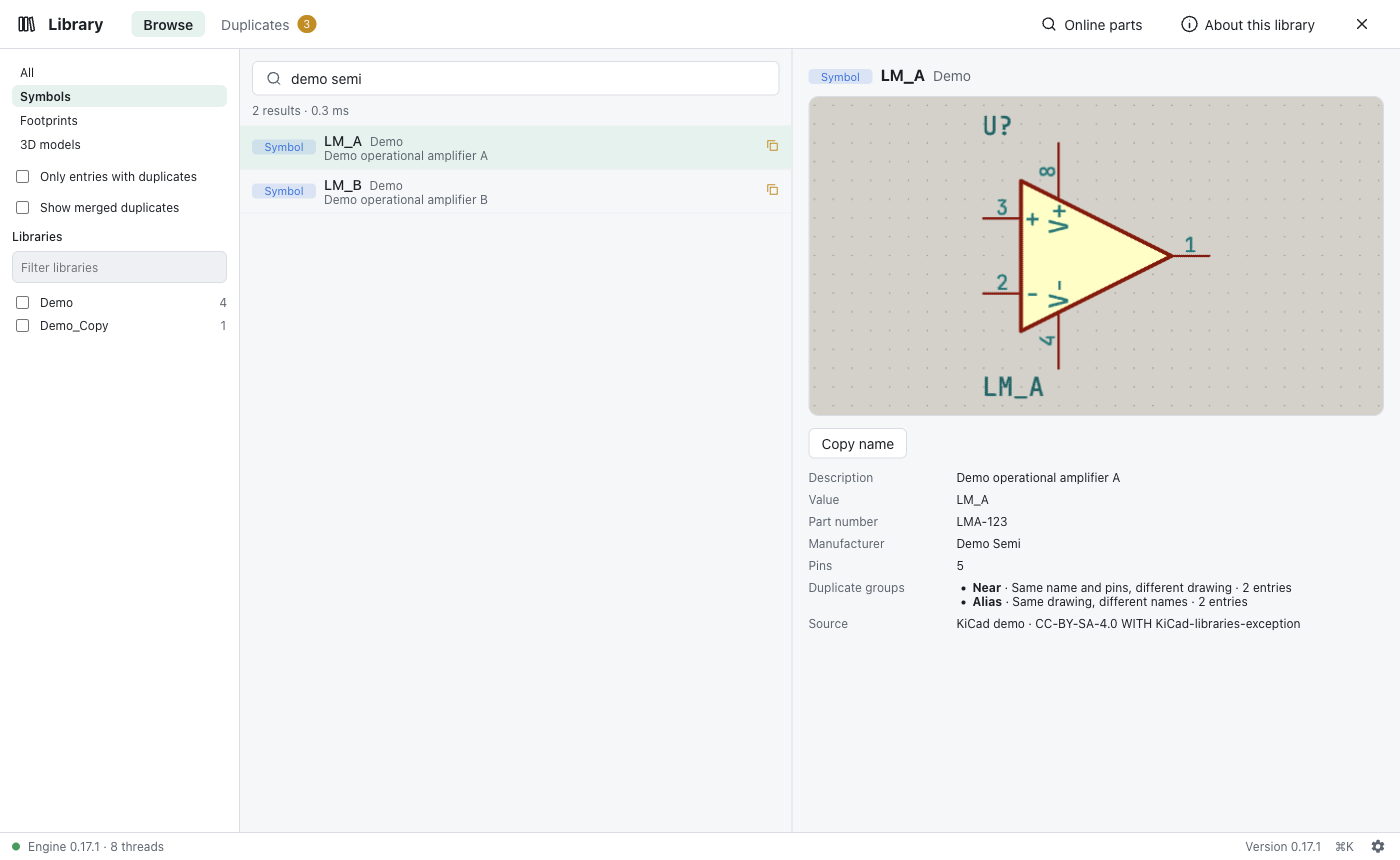 Library
Browse
Duplicates 3
Online parts
About this library
All
Symbols
Footprints
3D models
Only entries with duplicates
Show merged duplicates
Libraries
Filter libraries
Demo 4
Demo_Copy 1
demo semi
2 results · 0.3 ms
Symbol LM_A Demo
Demo operational amplifier A
Symbol LM_B Demo
Demo operational amplifier B
Symbol LM_A Demo
U?
8
3 + V+
1
2 - V-
4
LM_A
Copy name
Description Demo operational amplifier A
Value LM_A
Part number LMA-123
Manufacturer Demo Semi
Pins 5
Duplicate groups • Near · Same name and pins, different drawing · 2 entries
• Alias · Same drawing, different names · 2 entries
Source KiCad demo · CC-BY-SA-4.0 WITH KiCad-libraries-exception
Engine 0.17.1 · 8 threads
Version 0.17.1 ⌘K